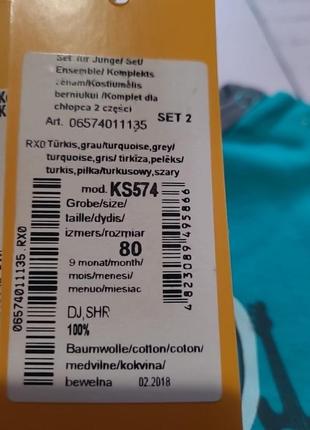 Set für Junge/ Set/
Ensemble/ Komplekts
zēnam/Kostiumėlis
berniukui /Komplet dla
chłopca 2 części
SET 2
Art. 06574011135
RX0 Türkis,grau/turquoise,grey/
turquoise,gris/ tirkīza,pelēks/
turkis,pilka/turkusowy,szary
mod. KS574
Grobe/size/
taille/dydis/
izmers/rozmiar
80
9 monat/month/
mois/menesi/
menuo/miesiac
06574011135.RX0
4823089495866
DJ,SHR
100%
Baumwolle/cotton/coton/
medvilne/kokvina/
bewelna
02.2018